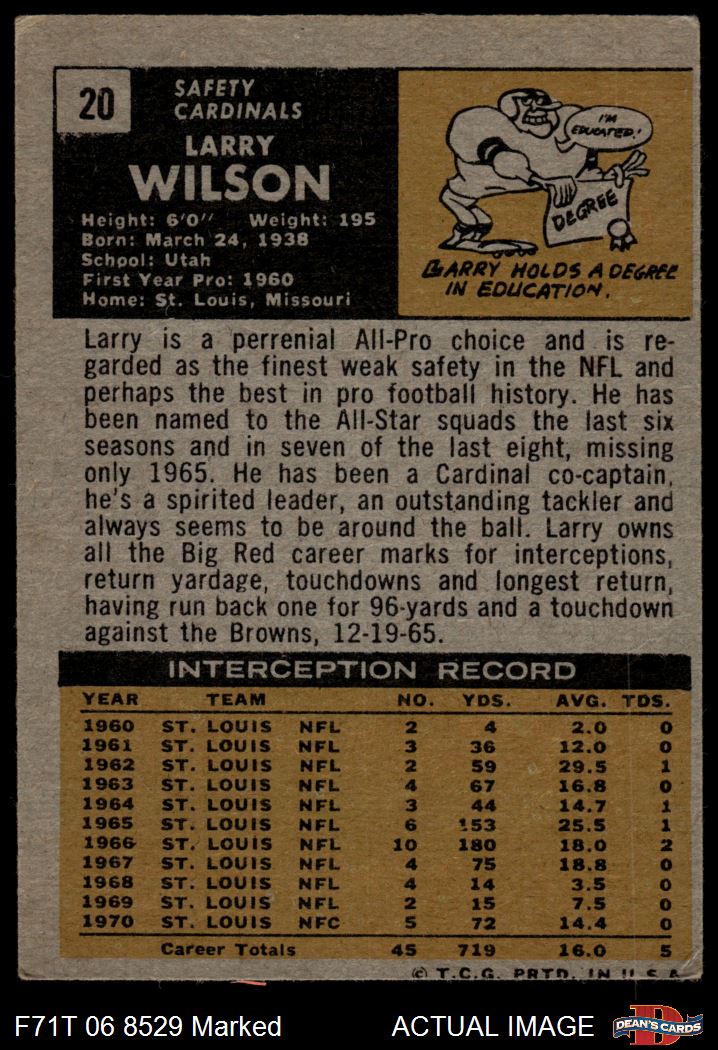 20
SAFETY
CARDINALS
LARRY
WILSON
Height: 6'0" Weight: 195
Born: March 24, 1938
School: Utah
First Year Pro: 1960
Home: St. Louis, Missouri
I'M
EDUCATED!
DEGREE
LARRY HOLDS A DEGREE
IN EDUCATION.
Larry is a perrenial All-Pro choice and is re-
garded as the finest weak safety in the NFL and
perhaps the best in pro football history. He has
been named to the All-Star squads the last six
seasons and in seven of the last eight, missing
only 1965. He has been a Cardinal co-captain,
he's a spirited leader, an outstanding tackler and
always seems to be around the ball. Larry owns
all the Big Red career marks for interceptions,
return yardage, touchdowns and longest return,
having run back one for 96-yards and a touchdown
against the Browns, 12-19-65.
INTERCEPTION RECORD
YEAR TEAM NO. YDS. AVG. TDS.
1960 ST. LOUIS NFL 2 4 2.0 0
1961 ST. LOUIS NFL 3 36 12.0 0
1962 ST. LOUIS NFL 2 59 29.5 1
1963 ST. LOUIS NFL 4 67 16.8 0
1964 ST. LOUIS NFL 3 44 14.7 1
1965 ST. LOUIS NFL 6 153 25.5 1
1966 ST. LOUIS NFL 10 180 18.0 2
1967 ST. LOUIS NFL 4 75 18.8 0
1968 ST. LOUIS NFL 4 14 3.5 0
1969 ST. LOUIS NFL 2 15 7.5 0
1970 ST. LOUIS NFC 5 72 14.4 0
Career Totals 45 719 16.0 5
© T.C.G. PRTD. IN U S A
F71T 06 8529 Marked ACTUAL IMAGE DEAN'S CARDS